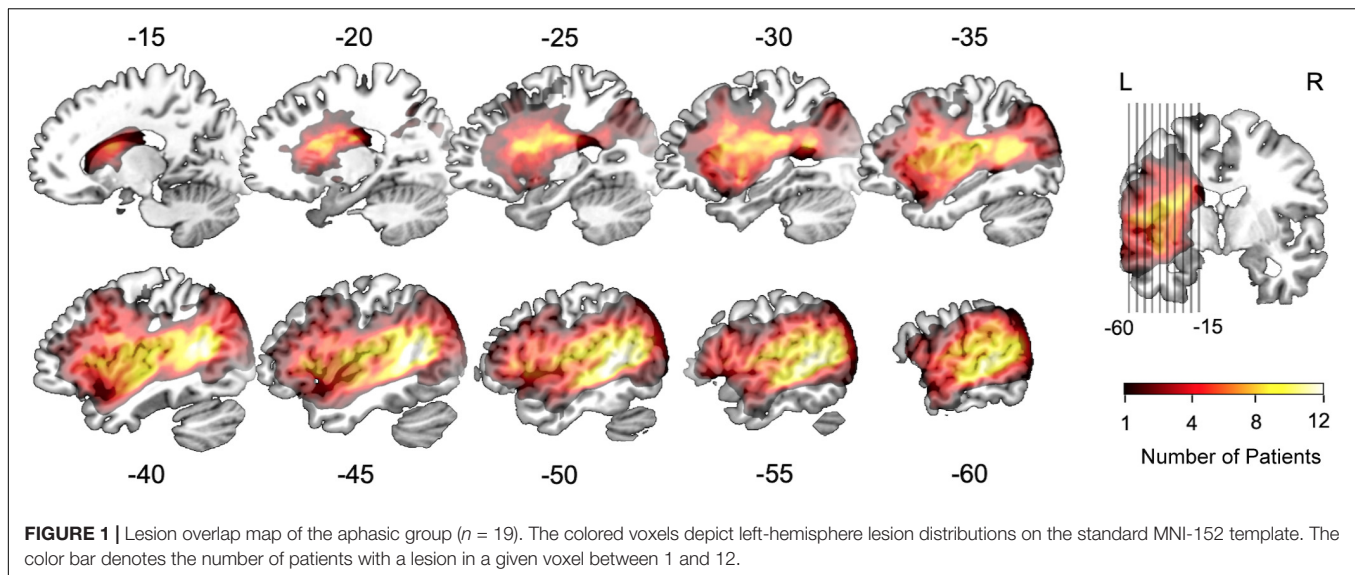 -15 -20 -25 -30 -35
L R
-60 -15
1 4 8 12
Number of Patients
-40 -45 -50 -55 -60
FIGURE 1 | Lesion overlap map of the aphasic group (n = 19). The colored voxels depict left-hemisphere lesion distributions on the standard MNI-152 template. The
color bar denotes the number of patients with a lesion in a given voxel between 1 and 12.